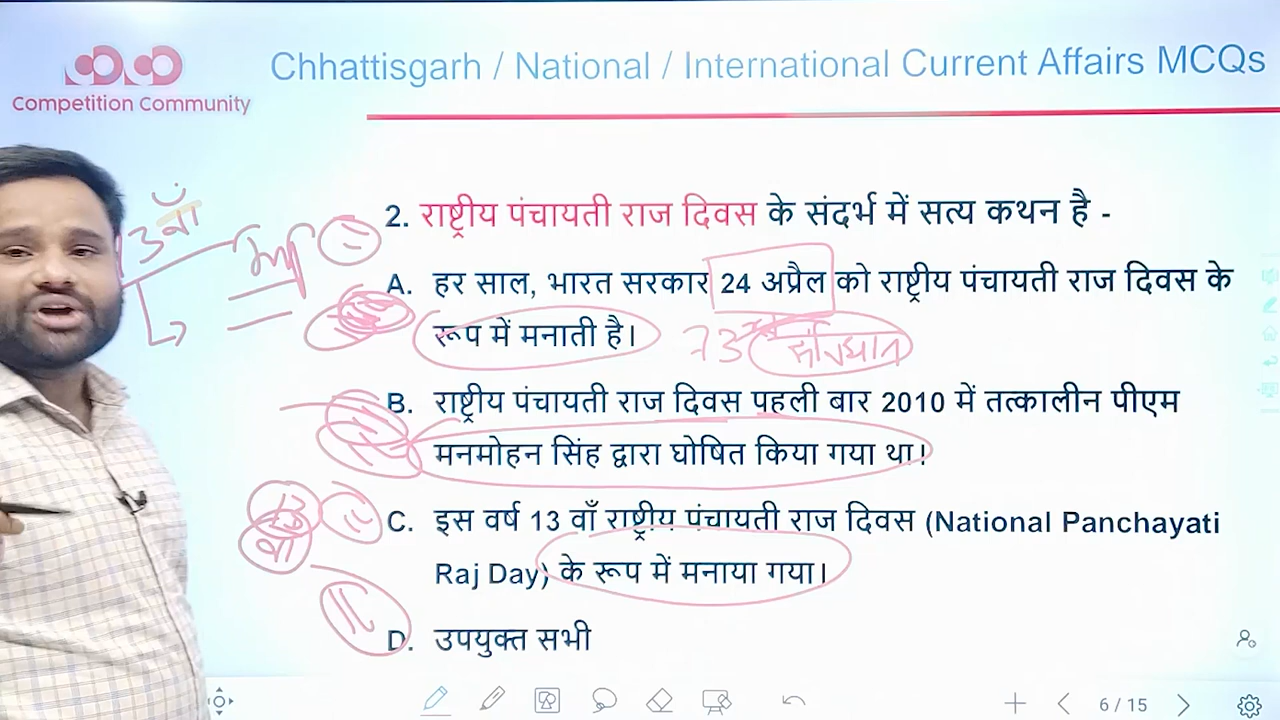 Chhattisgarh / National / International Current Affairs MCQs
Competition Community
2. राष्ट्रीय पंचायती राज दिवस के संदर्भ में सत्य कथन है -
A. हर साल, भारत सरकार 24 अप्रैल को राष्ट्रीय पंचायती राज दिवस के
रूप में मनाती है।
73 संविधान
B. राष्ट्रीय पंचायती राज दिवस पहली बार 2010 में तत्कालीन पीएम
मनमोहन सिंह द्वारा घोषित किया गया था।
C. इस वर्ष 13 वाँ राष्ट्रीय पंचायती राज दिवस (National Panchayati
Raj Day) के रूप में मनाया गया।
D. उपयुक्त सभी
13वाँ
13
वाँ
6 / 15